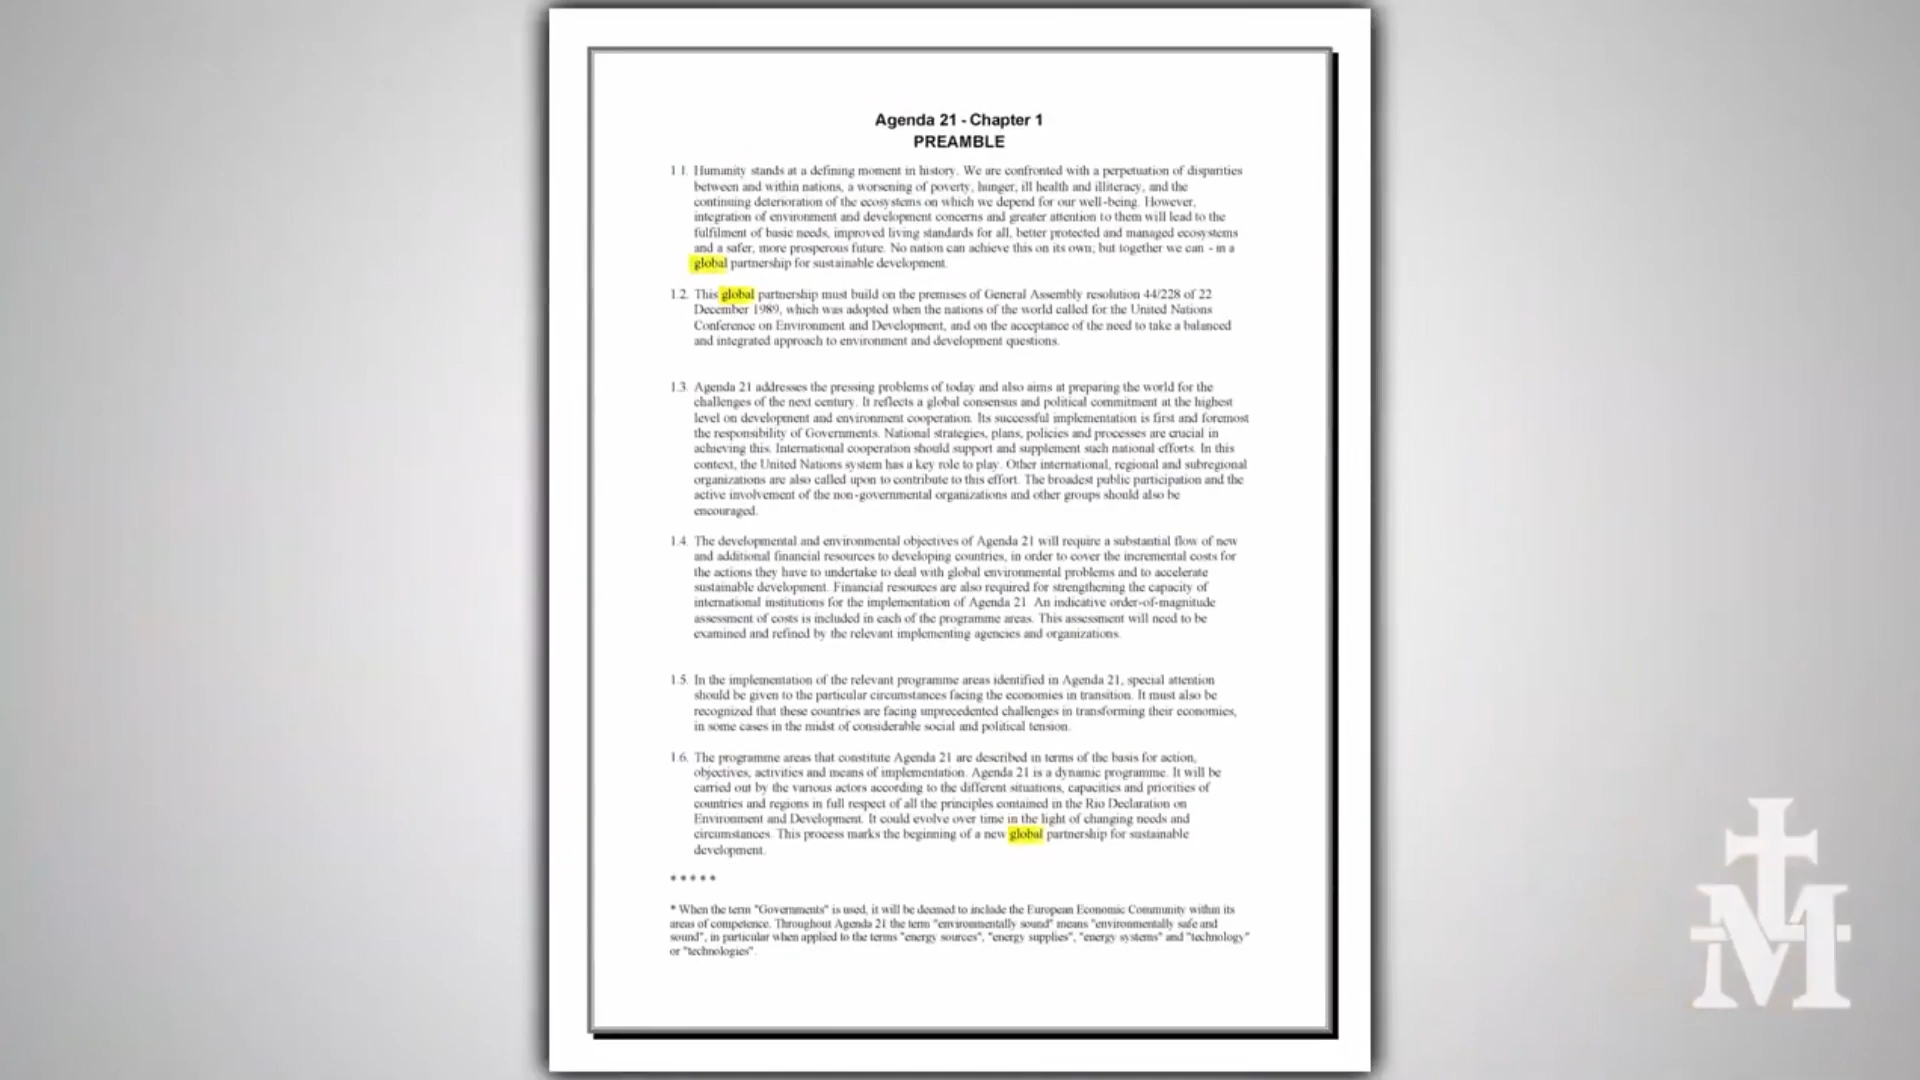 Agenda 21 - Chapter 1
PREAMBLE
1.1. Humanity stands at a defining moment in history. We are confronted with a perpetuation of disparities
between and within nations, a worsening of poverty, hunger, ill health and illiteracy, and the
continuing deterioration of the ecosystems on which we depend for our well-being. However,
integration of environment and development concerns and greater attention to them will lead to the
fulfilment of basic needs, improved living standards for all, better protected and managed ecosystems
and a safer, more prosperous future. No nation can achieve this on its own; but together we can - in a
global partnership for sustainable development.
1.2. This global partnership must build on the premises of General Assembly resolution 44/228 of 22
December 1989, which was adopted when the nations of the world called for the United Nations
Conference on Environment and Development, and on the acceptance of the need to take a balanced
and integrated approach to environment and development questions.
1.3. Agenda 21 addresses the pressing problems of today and also aims at preparing the world for the
challenges of the next century. It reflects a global consensus and political commitment at the highest
level on development and environment cooperation. Its successful implementation is first and foremost
the responsibility of Governments. National strategies, plans, policies and processes are crucial in
achieving this. International cooperation should support and supplement such national efforts. In this
context, the United Nations system has a key role to play. Other international, regional and subregional
organizations are also called upon to contribute to this effort. The broadest public participation and the
active involvement of the non-governmental organizations and other groups should also be
encouraged.
1.4. The developmental and environmental objectives of Agenda 21 will require a substantial flow of new
and additional financial resources to developing countries, in order to cover the incremental costs for
the actions they have to undertake to deal with global environmental problems and to accelerate
sustainable development. Financial resources are also required for strengthening the capacity of
international institutions for the implementation of Agenda 21. An indicative order-of-magnitude
assessment of costs is included in each of the programme areas. This assessment will need to be
examined and refined by the relevant implementing agencies and organizations.
1.5. In the implementation of the relevant programme areas identified in Agenda 21, special attention
should be given to the particular circumstances facing the economies in transition. It must also be
recognized that these countries are facing unprecedented challenges in transforming their economies,
in some cases in the midst of considerable social and political tension.
1.6. The programme areas that constitute Agenda 21 are described in terms of the basis for action,
objectives, activities and means of implementation. Agenda 21 is a dynamic programme. It will be
carried out by the various actors according to the different situations, capacities and priorities of
countries and regions in full respect of all the principles contained in the Rio Declaration on
Environment and Development. It could evolve over time in the light of changing needs and
circumstances. This process marks the beginning of a new global partnership for sustainable
development.
* * * * *
* When the term "Governments" is used, it will be deemed to include the European Economic Community within its
areas of competence. Throughout Agenda 21 the term "environmentally sound" means "environmentally safe and
sound", in particular when applied to the terms "energy sources", "energy supplies", "energy systems" and "technology"
or "technologies".
M